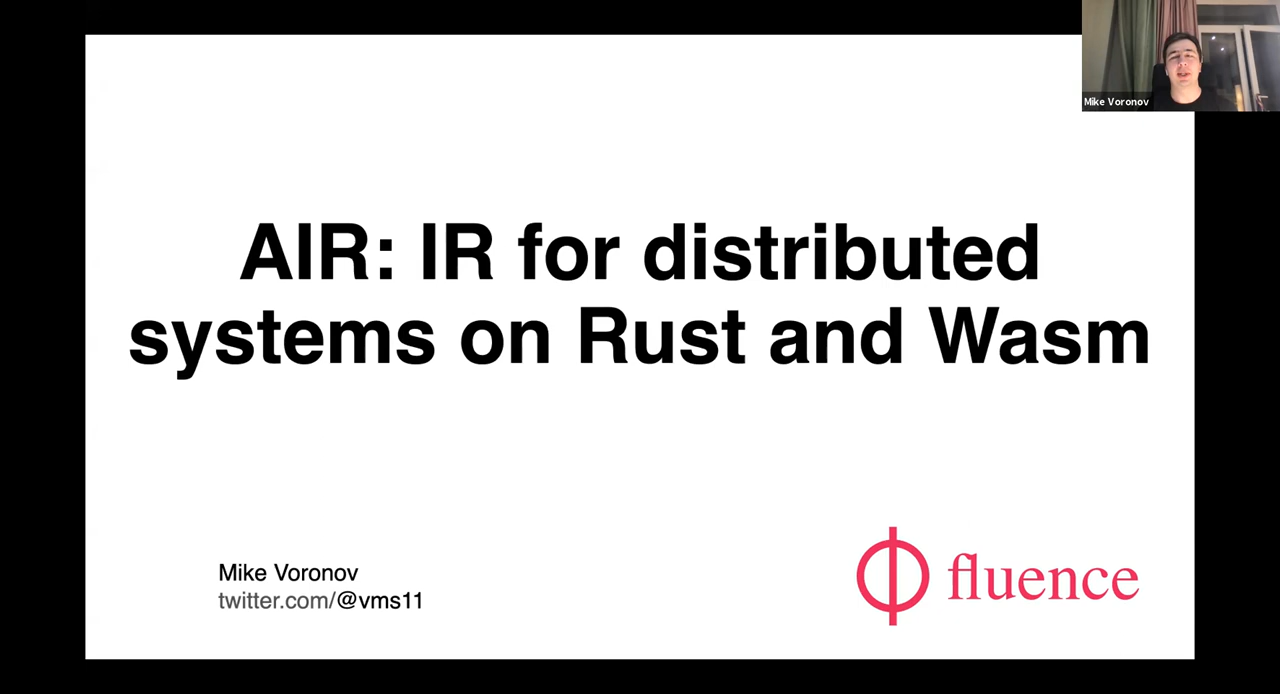 Mike Voronov
AIR: IR for distributed
systems on Rust and Wasm
Mike Voronov
twitter.com/@vms11
fluence